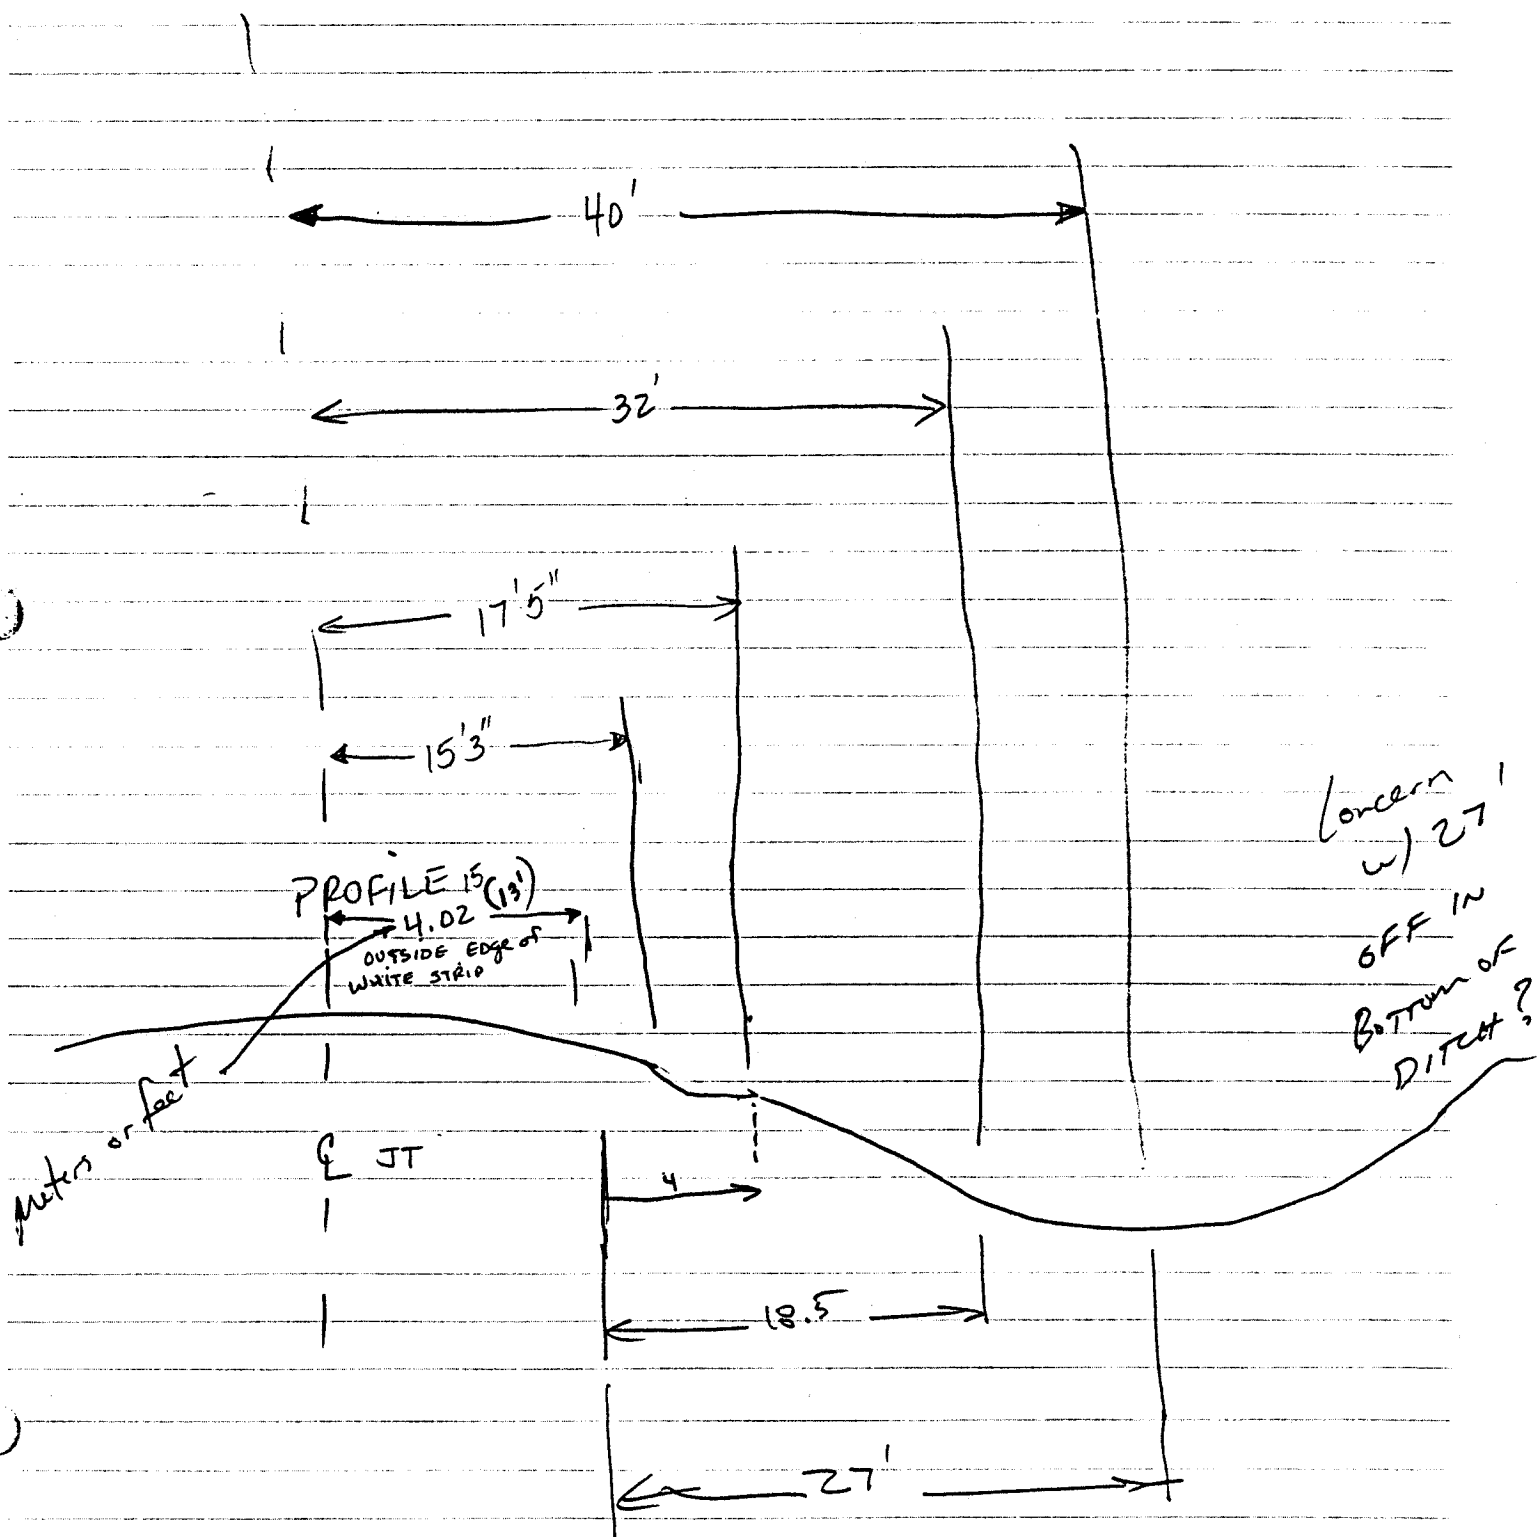 40'
32'
17'5"
15'3"
PROFILE 15 (13')
4.02
OUTSIDE EDGE OF
WHITE STRIP
meters or feet
Concern
w/ 27'
OFF IN
BOTTOM OF
DITCH?
℄ JT
4
18.5
27'